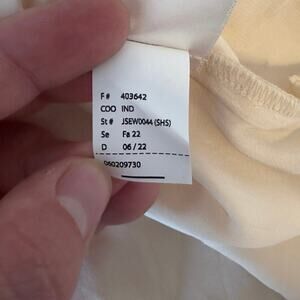 F# 403642
COO IND
St# JSEW0044 (SHS)
Se Fa 22
D 06/22
060209730